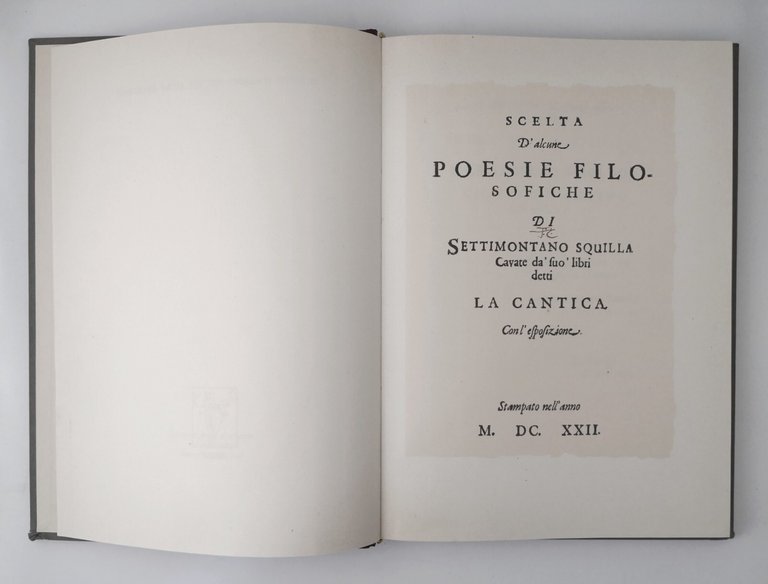 SCELTA
D'alcune
POESIE FILO-
SOFICHE
DI
SETTIMONTANO SQUILLA
Cavate da' ſuo' libri
detti
LA CANTICA
Con l' eſpoſizione.
Stampato nell'anno
M. DC. XXII.